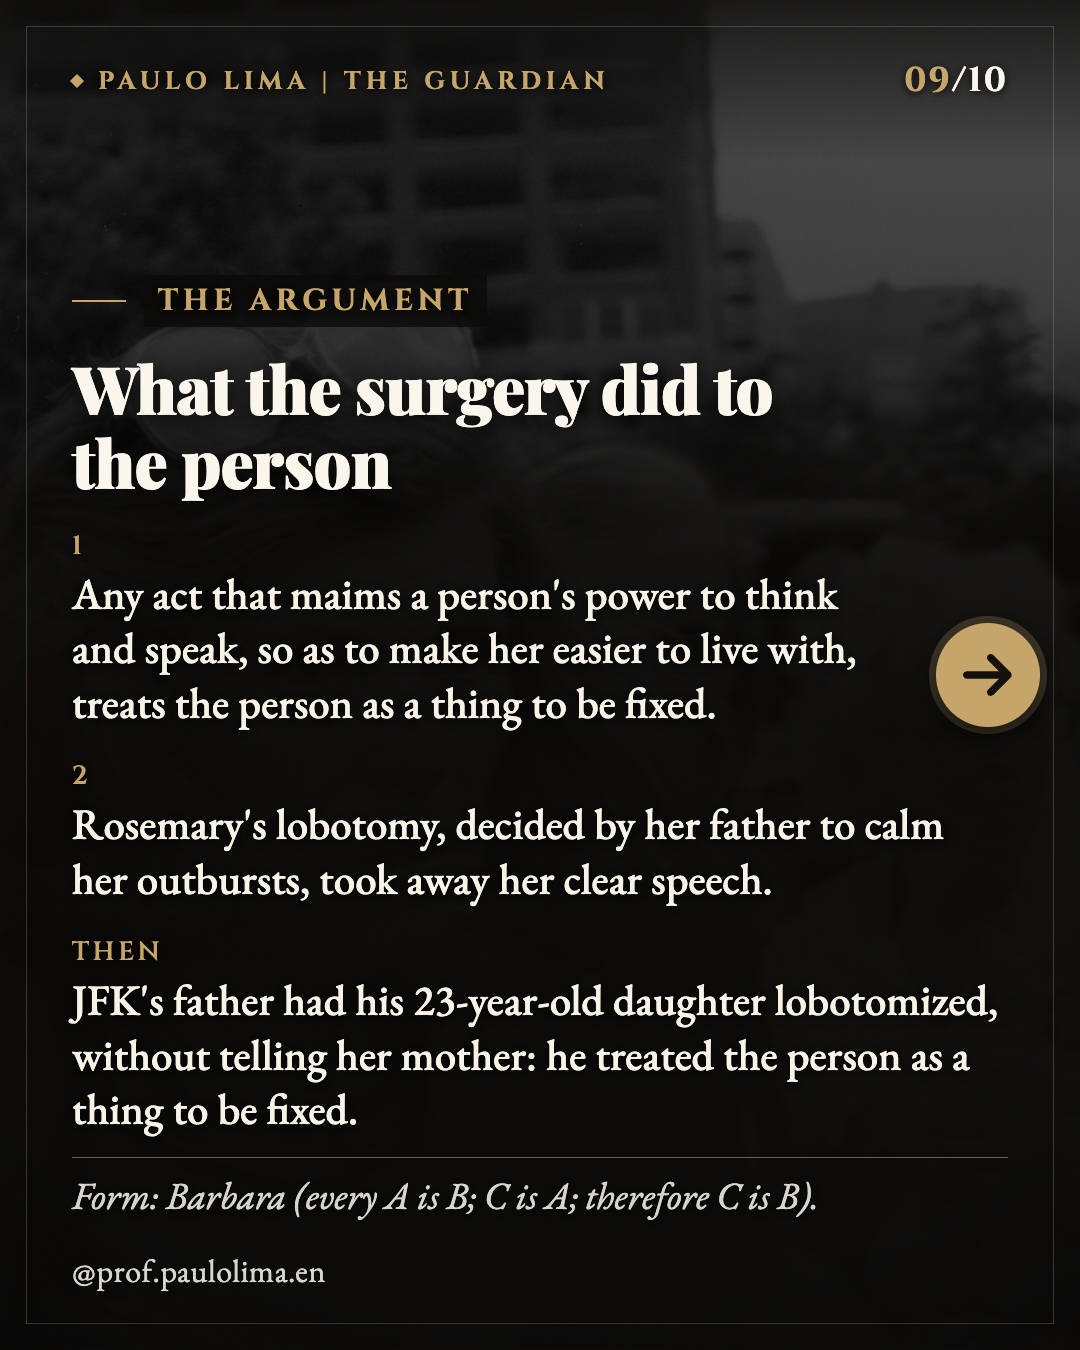 ◆ PAULO LIMA | THE GUARDIAN
09/10
THE ARGUMENT
What the surgery did to
the person
1
Any act that maims a person's power to think
and speak, so as to make her easier to live with,
treats the person as a thing to be fixed.
2
Rosemary's lobotomy, decided by her father to calm
her outbursts, took away her clear speech.
THEN
JFK's father had his 23-year-old daughter lobotomized,
without telling her mother: he treated the person as a
thing to be fixed.
Form: Barbara (every A is B; C is A; therefore C is B).
@prof.paulolima.en